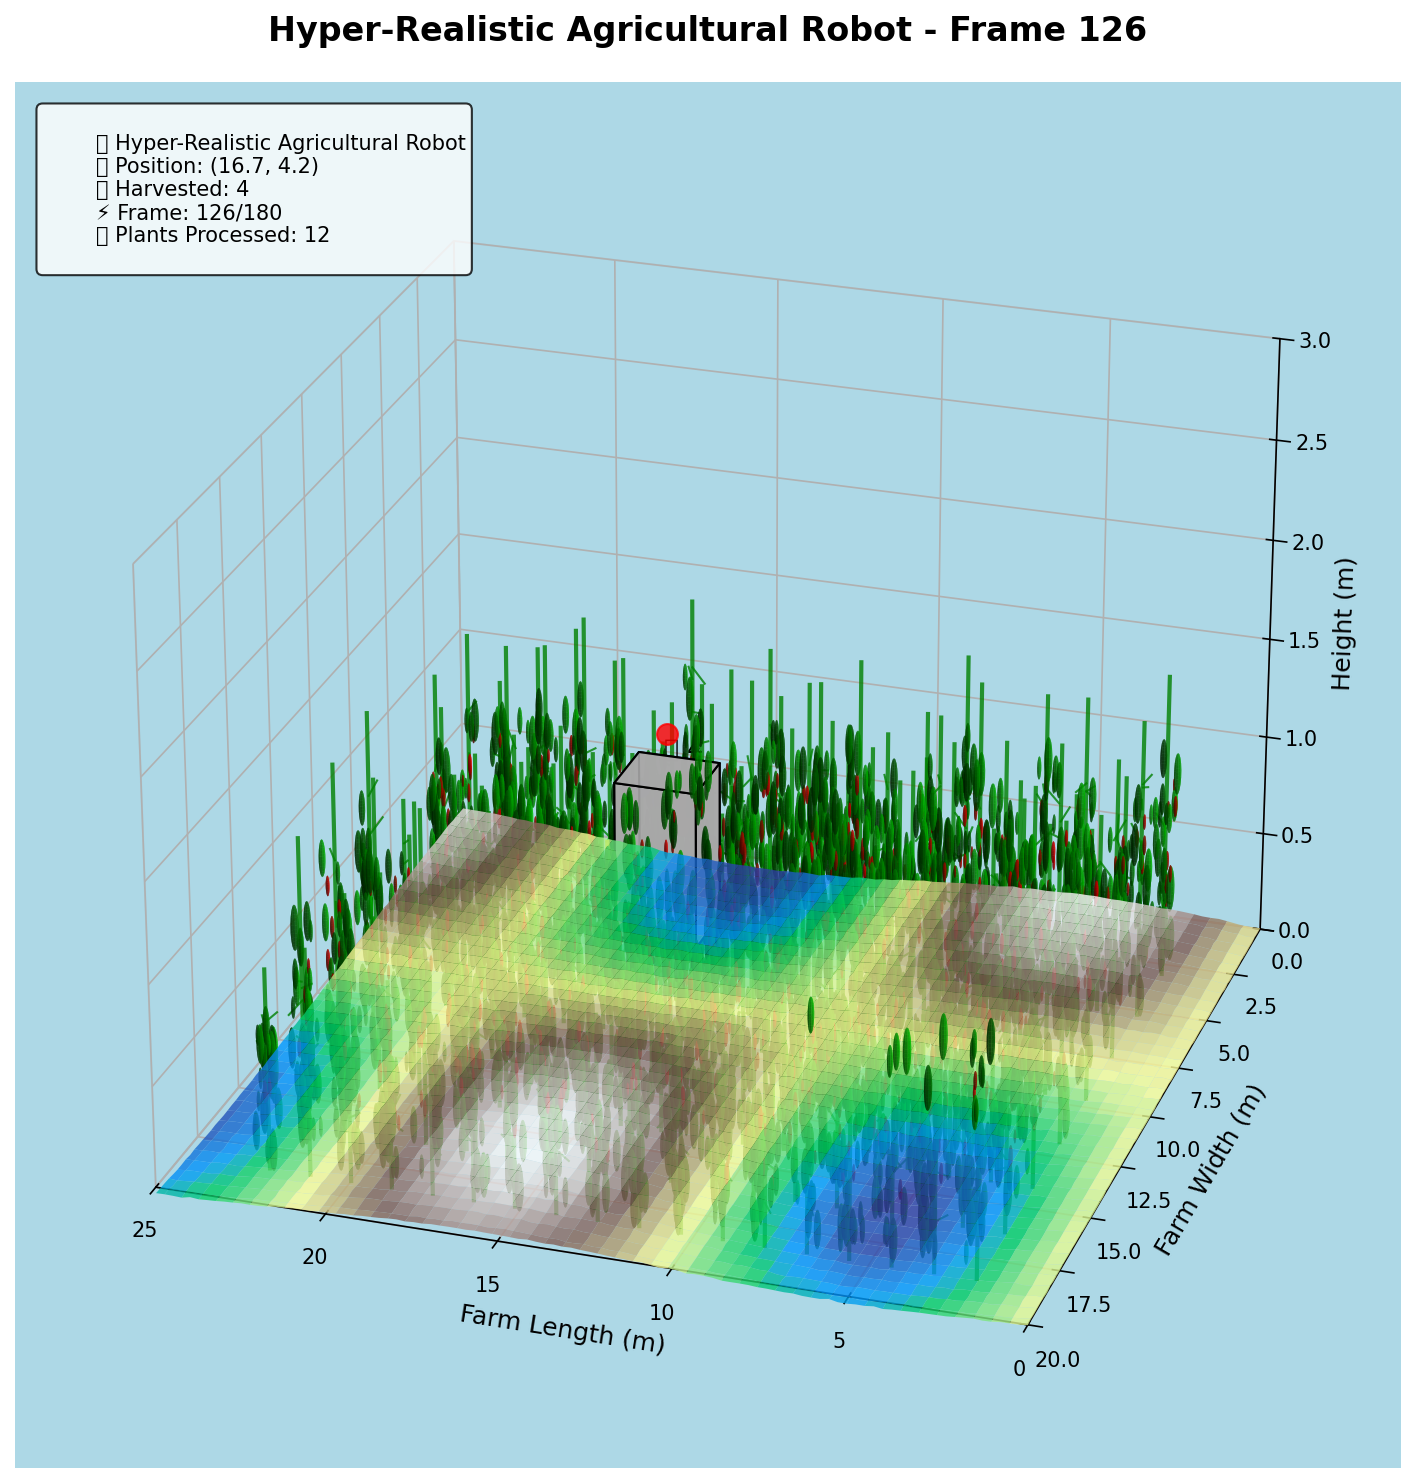 Hyper-Realistic Agricultural Robot - Frame 126
▯ Hyper-Realistic Agricultural Robot
▯ Position: (16.7, 4.2)
▯ Harvested: 4
⚡ Frame: 126/180
▯ Plants Processed: 12
3.0
2.5
2.0
1.5
1.0
0.5
0.0
Height (m)
0.0
2.5
5.0
7.5
10.0
12.5
15.0
17.5
20.0
Farm Width (m)
25
20
15
10
5
0
Farm Length (m)